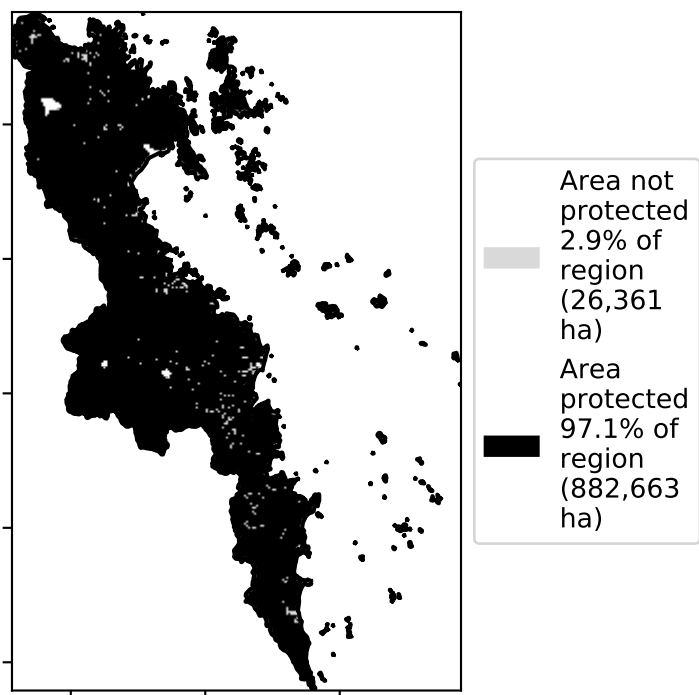 Area not
protected
2.9% of
region
(26,361
ha)
Area
protected
97.1% of
region
(882,663
ha)